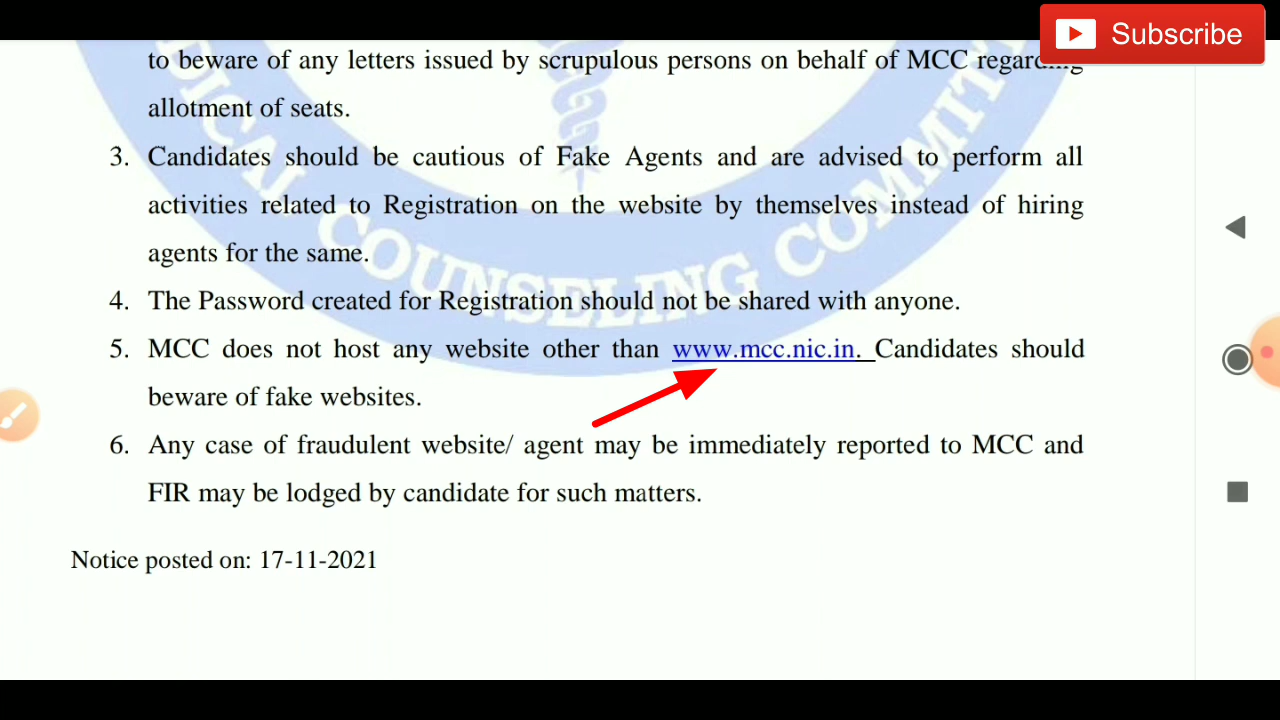 Subscribe
to beware of any letters issued by scrupulous persons on behalf of MCC regarding
allotment of seats.
3. Candidates should be cautious of Fake Agents and are advised to perform all
activities related to Registration on the website by themselves instead of hiring
agents for the same.
4. The Password created for Registration should not be shared with anyone.
5. MCC does not host any website other than www.mcc.nic.in. Candidates should
beware of fake websites.
6. Any case of fraudulent website/ agent may be immediately reported to MCC and
FIR may be lodged by candidate for such matters.
Notice posted on: 17-11-2021
DICAL COUNSELING COMMIT